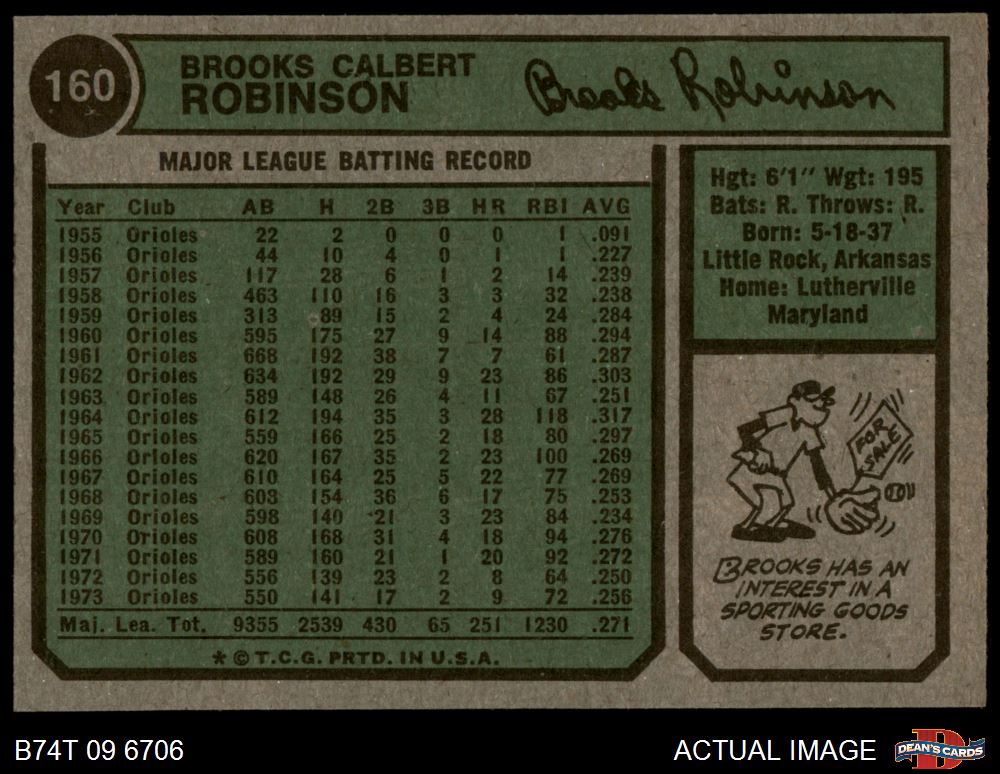 160
BROOKS CALBERT
ROBINSON
Brooks Robinson
MAJOR LEAGUE BATTING RECORD
Year Club AB H 2B 3B HR RBI AVG
1955 Orioles 22 2 0 0 0 1 .091
1956 Orioles 44 10 4 0 1 1 .227
1957 Orioles 117 28 6 1 2 14 .239
1958 Orioles 463 110 16 3 3 32 .238
1959 Orioles 313 89 15 2 4 24 .284
1960 Orioles 595 175 27 9 14 88 .294
1961 Orioles 668 192 38 7 7 61 .287
1962 Orioles 634 192 29 9 23 86 .303
1963 Orioles 589 148 26 4 11 67 .251
1964 Orioles 612 194 35 3 28 118 .317
1965 Orioles 559 166 25 2 18 80 .297
1966 Orioles 620 167 35 2 23 100 .269
1967 Orioles 610 164 25 5 22 77 .269
1968 Orioles 603 154 36 6 17 75 .253
1969 Orioles 598 140 21 3 23 84 .234
1970 Orioles 608 168 31 4 18 94 .276
1971 Orioles 589 160 21 1 20 92 .272
1972 Orioles 556 139 23 2 8 64 .250
1973 Orioles 550 141 17 2 9 72 .256
Maj. Lea. Tot. 9355 2539 430 65 251 1230 .271
* © T.C.G. PRTD. IN U.S.A.
Hgt: 6'1" Wgt: 195
Bats: R. Throws: R.
Born: 5-18-37
Little Rock, Arkansas
Home: Lutherville
Maryland
FOR
SALE
BROOKS HAS AN
INTEREST IN A
SPORTING GOODS
STORE.
B74T 09 6706
ACTUAL IMAGE
DEAN'S CARDS